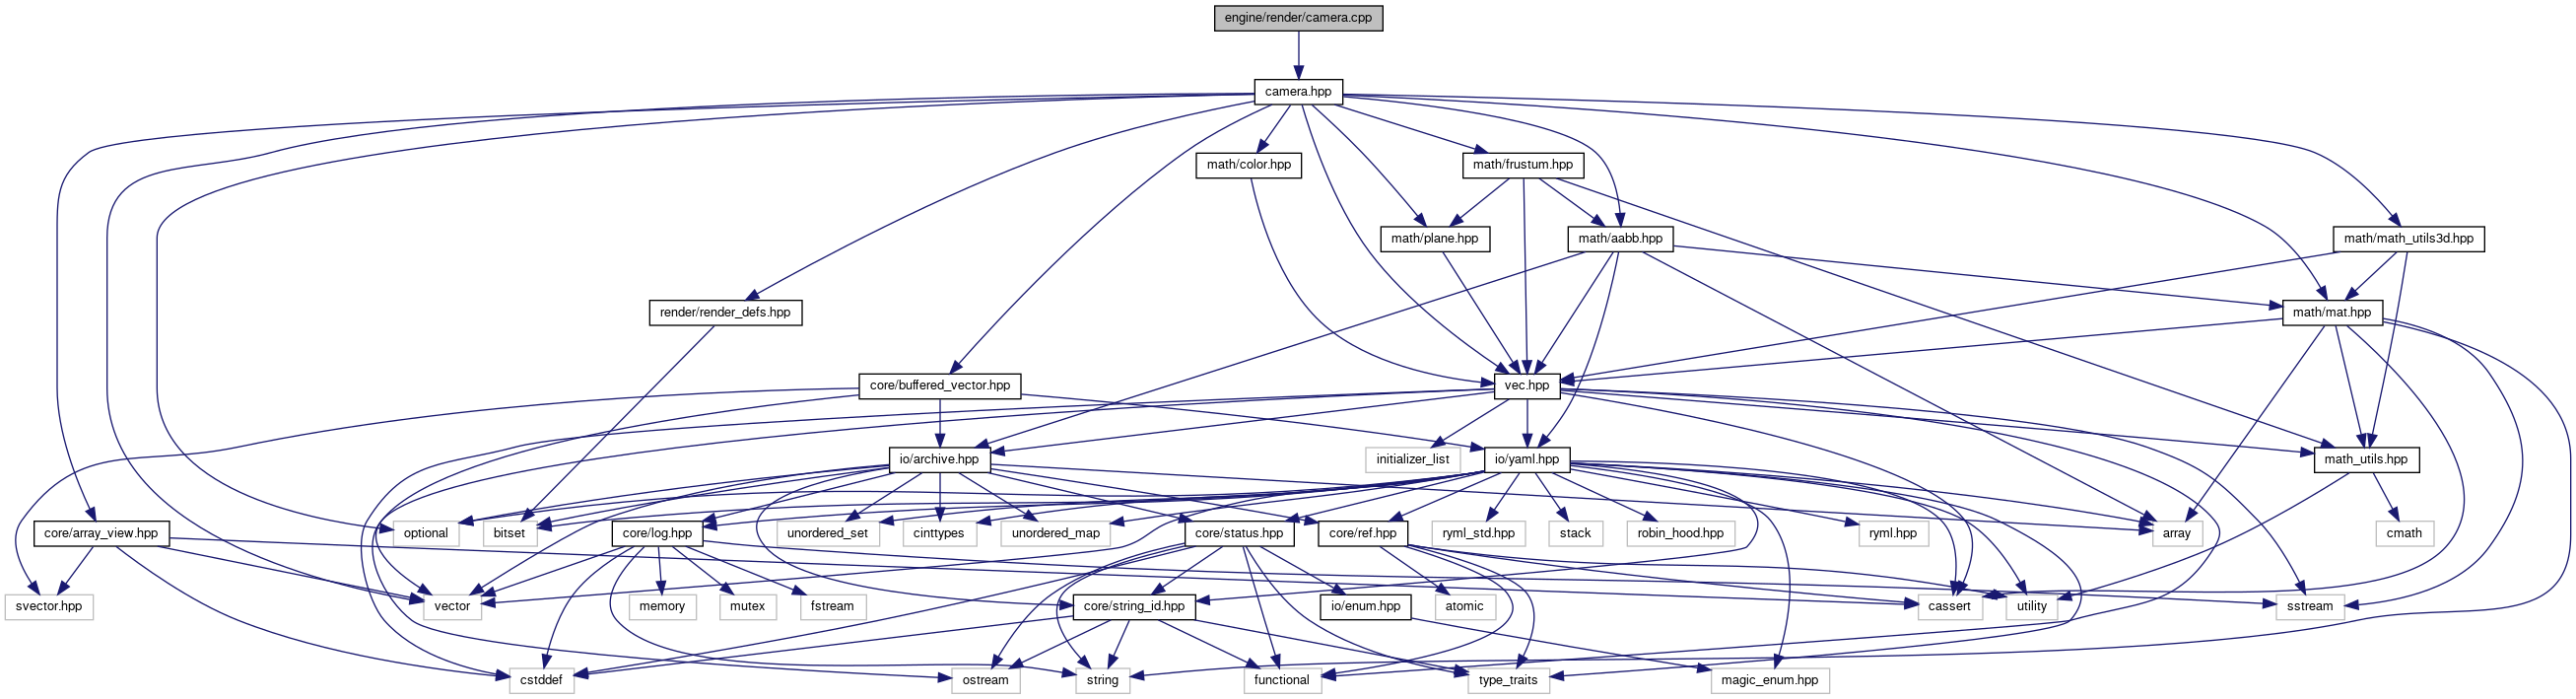 engine/render/camera.cpp
camera.hpp
math/color.hpp
math/frustum.hpp
math/plane.hpp
math/aabb.hpp
math/math_utils3d.hpp
render/render_defs.hpp
math/mat.hpp
core/buffered_vector.hpp
vec.hpp
io/archive.hpp
initializer_list
io/yaml.hpp
math_utils.hpp
core/array_view.hpp
optional
bitset
core/log.hpp
unordered_set
cinttypes
unordered_map
core/status.hpp
core/ref.hpp
ryml_std.hpp
stack
robin_hood.hpp
ryml.hpp
array
cmath
svector.hpp
vector
memory
mutex
fstream
core/string_id.hpp
io/enum.hpp
atomic
cassert
utility
sstream
cstddef
ostream
string
functional
type_traits
magic_enum.hpp